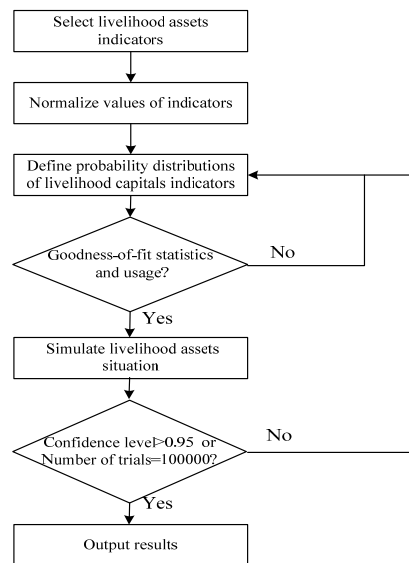 Select livelihood assets
indicators
Normalize values of indicators
Define probability distributions
of livelihood capitals indicators
Goodness-of-fit statistics
and usage?
No
Yes
Simulate livelihood assets
situation
Confidence level>0.95 or
Number of trials=100000?
No
Yes
Output results